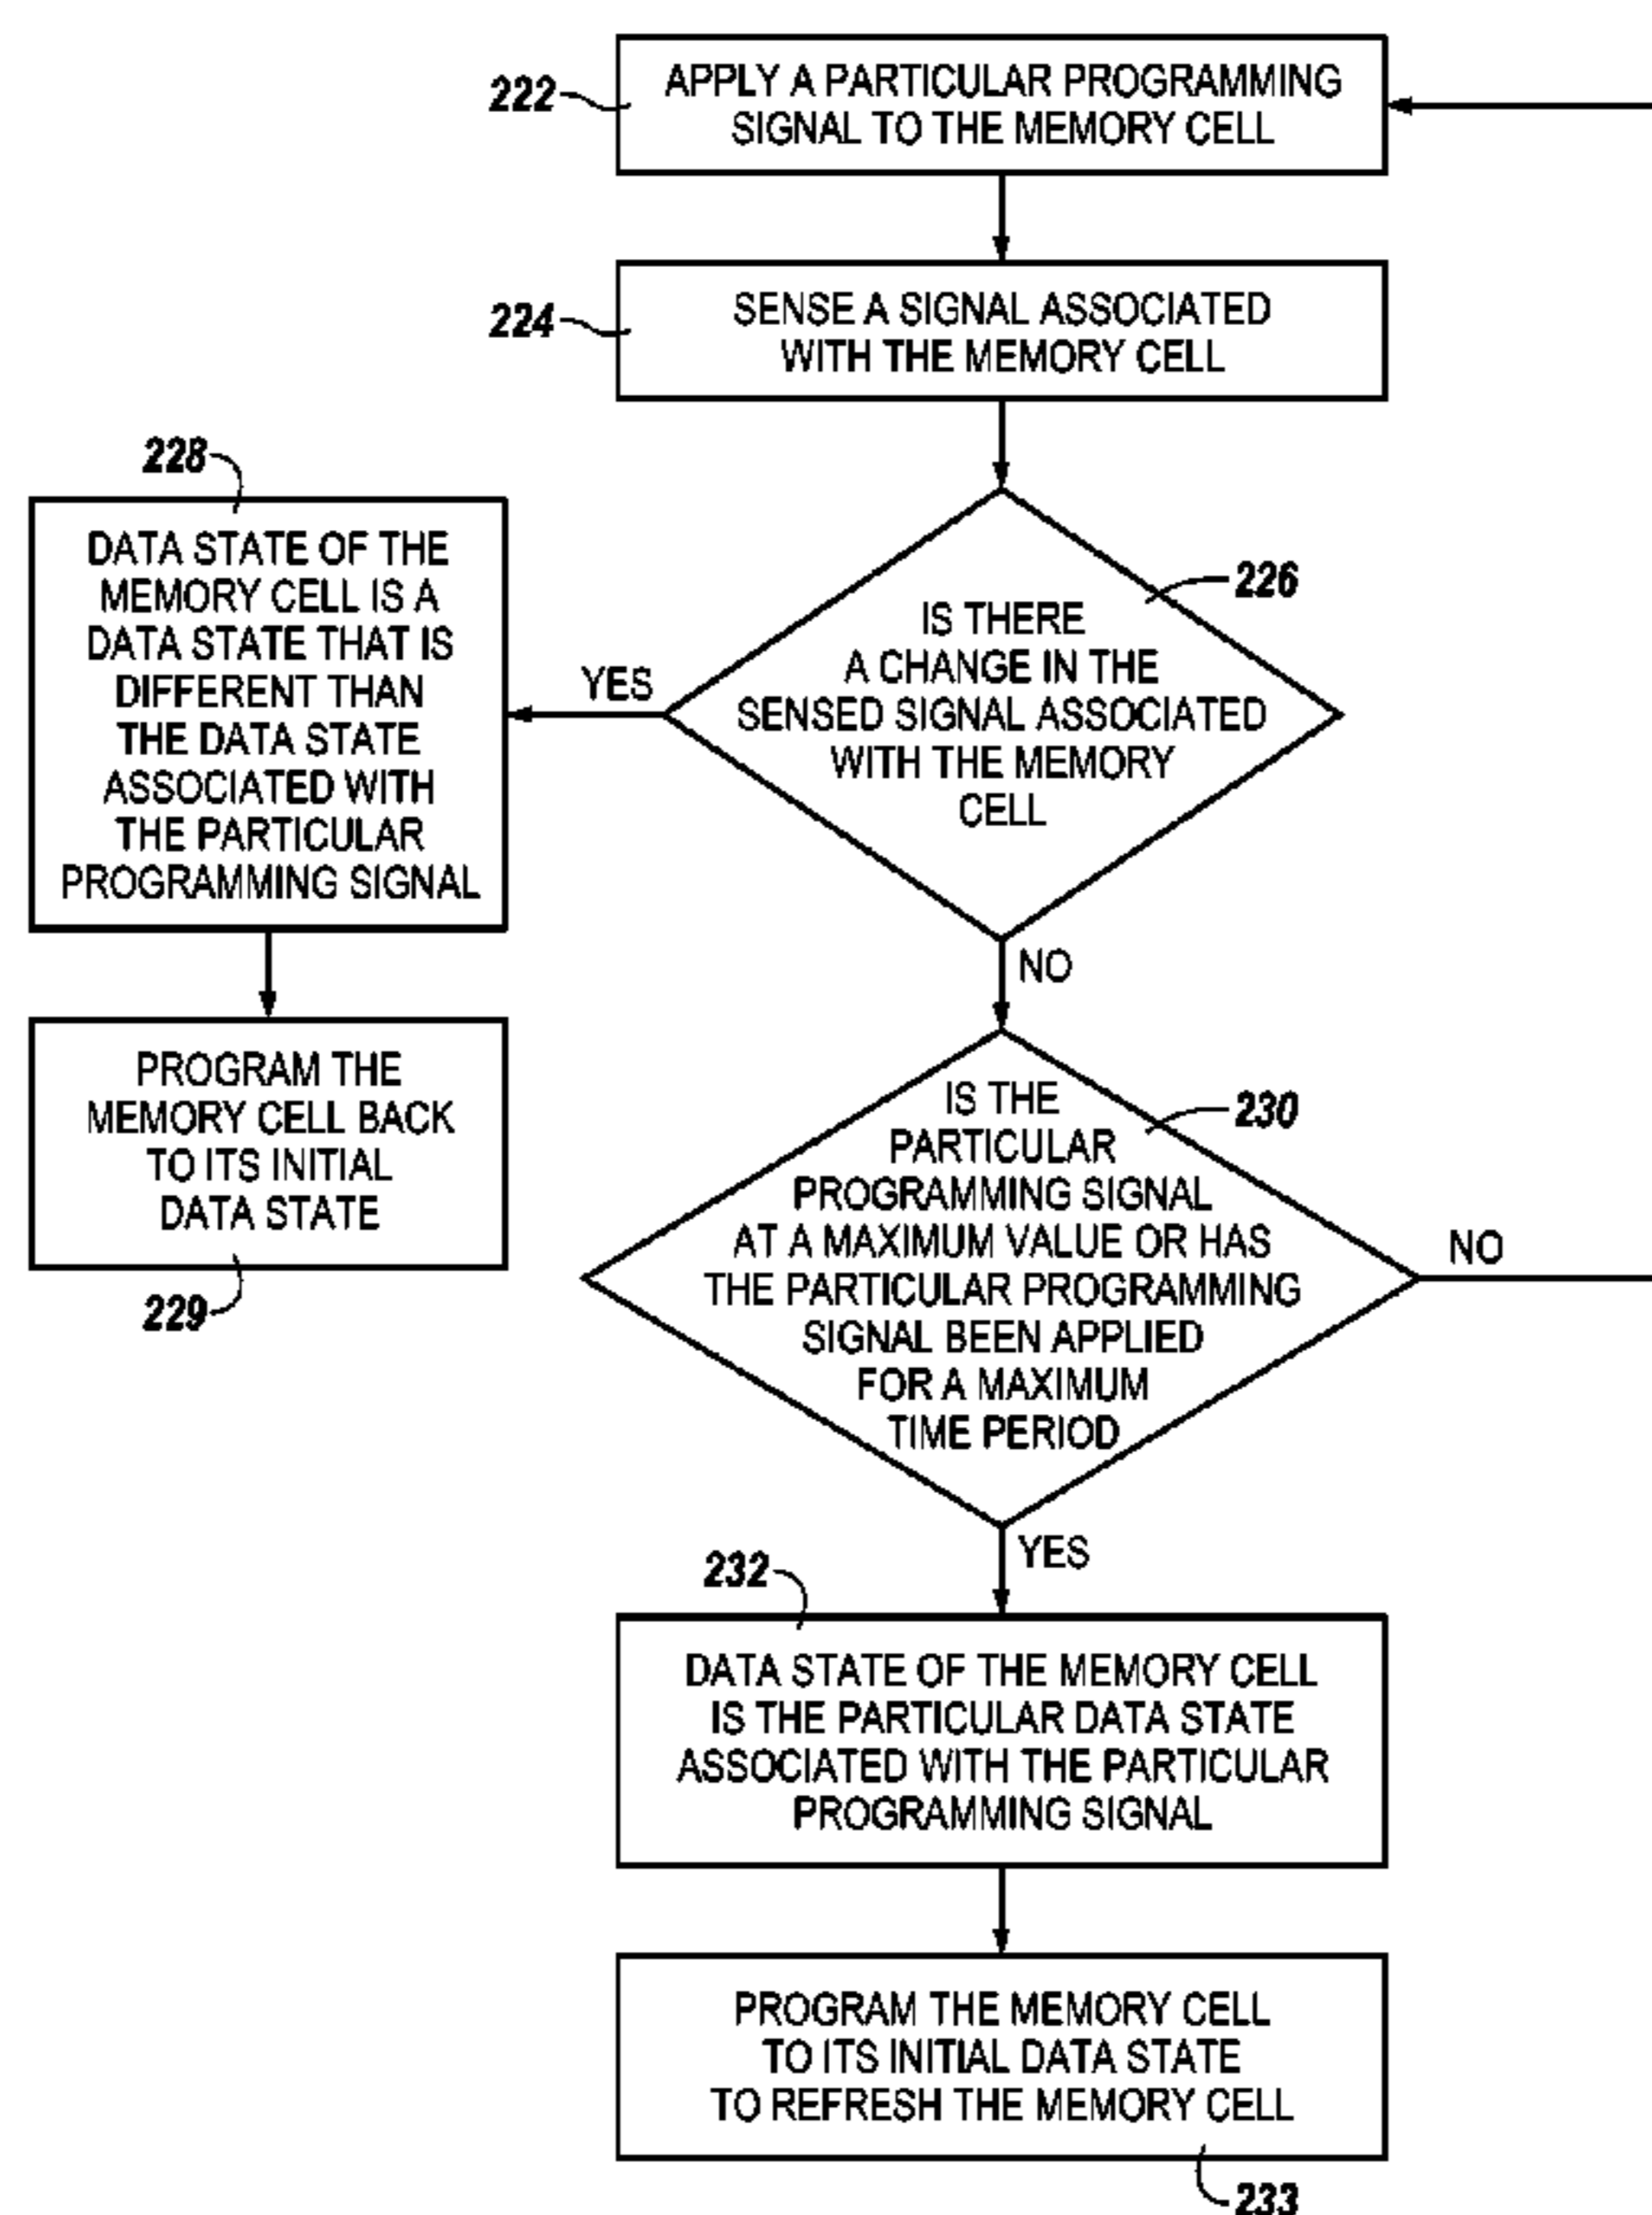 222
APPLY A PARTICULAR PROGRAMMING
SIGNAL TO THE MEMORY CELL
224
SENSE A SIGNAL ASSOCIATED
WITH THE MEMORY CELL
226
IS THERE
A CHANGE IN THE
SENSED SIGNAL ASSOCIATED
WITH THE MEMORY
CELL
YES
228
DATA STATE OF THE
MEMORY CELL IS A
DATA STATE THAT IS
DIFFERENT THAN
THE DATA STATE
ASSOCIATED WITH
THE PARTICULAR
PROGRAMMING SIGNAL
PROGRAM THE
MEMORY CELL BACK
TO ITS INITIAL
DATA STATE
229
NO
230
IS THE
PARTICULAR
PROGRAMMING SIGNAL
AT A MAXIMUM VALUE OR HAS
THE PARTICULAR PROGRAMMING
SIGNAL BEEN APPLIED
FOR A MAXIMUM
TIME PERIOD
NO
YES
232
DATA STATE OF THE MEMORY CELL
IS THE PARTICULAR DATA STATE
ASSOCIATED WITH THE PARTICULAR
PROGRAMMING SIGNAL
PROGRAM THE MEMORY CELL
TO ITS INITIAL DATA STATE
TO REFRESH THE MEMORY CELL
233